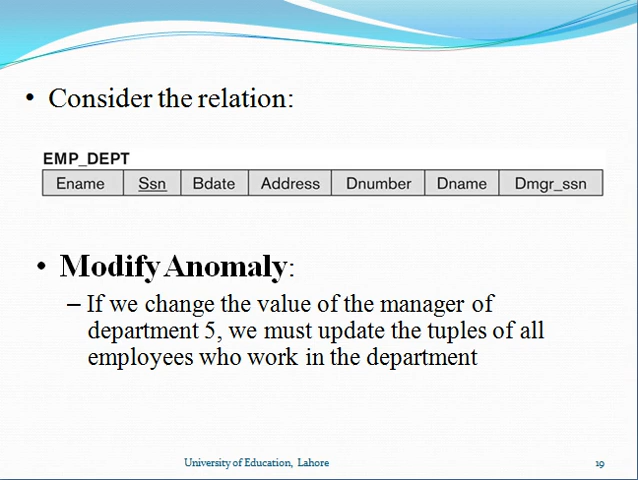 • Consider the relation:
EMP_DEPT
Ename Ssn Bdate Address Dnumber Dname Dmgr_ssn
• Modify Anomaly:
– If we change the value of the manager of
department 5, we must update the tuples of all
employees who work in the department
University of Education, Lahore 19